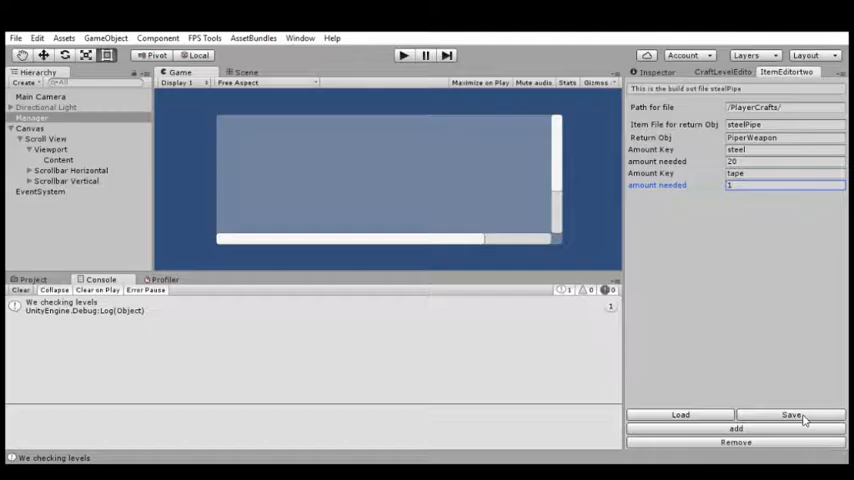 File Edit Assets GameObject Component FPS Tools AssetBundles Window Help
Pivot Local Account Layers Layout
Hierarchy Game Scene Inspector CraftLevelEdito ItemEditortwo
Create All Display 1 Free Aspect Maximize on Play Mute audio Stats Gizmos
This is the build out file steelPipe
Main Camera
Directional Light
Manager
Canvas
Scroll View
Viewport
Content
Scrollbar Horizontal
Scrollbar Vertical
EventSystem
Path for file /PlayerCrafts/
Item File for return Obj steelPipe
Return Obj PiperWeapon
Amount Key steel
amount needed 20
Amount Key tape
amount needed 1
Project Console Profiler
Clear Collapse Clear on Play Error Pause 1 0 0
We checking levels
UnityEngine.Debug:Log(Object)
1
Load Save
add
Remove
We checking levels